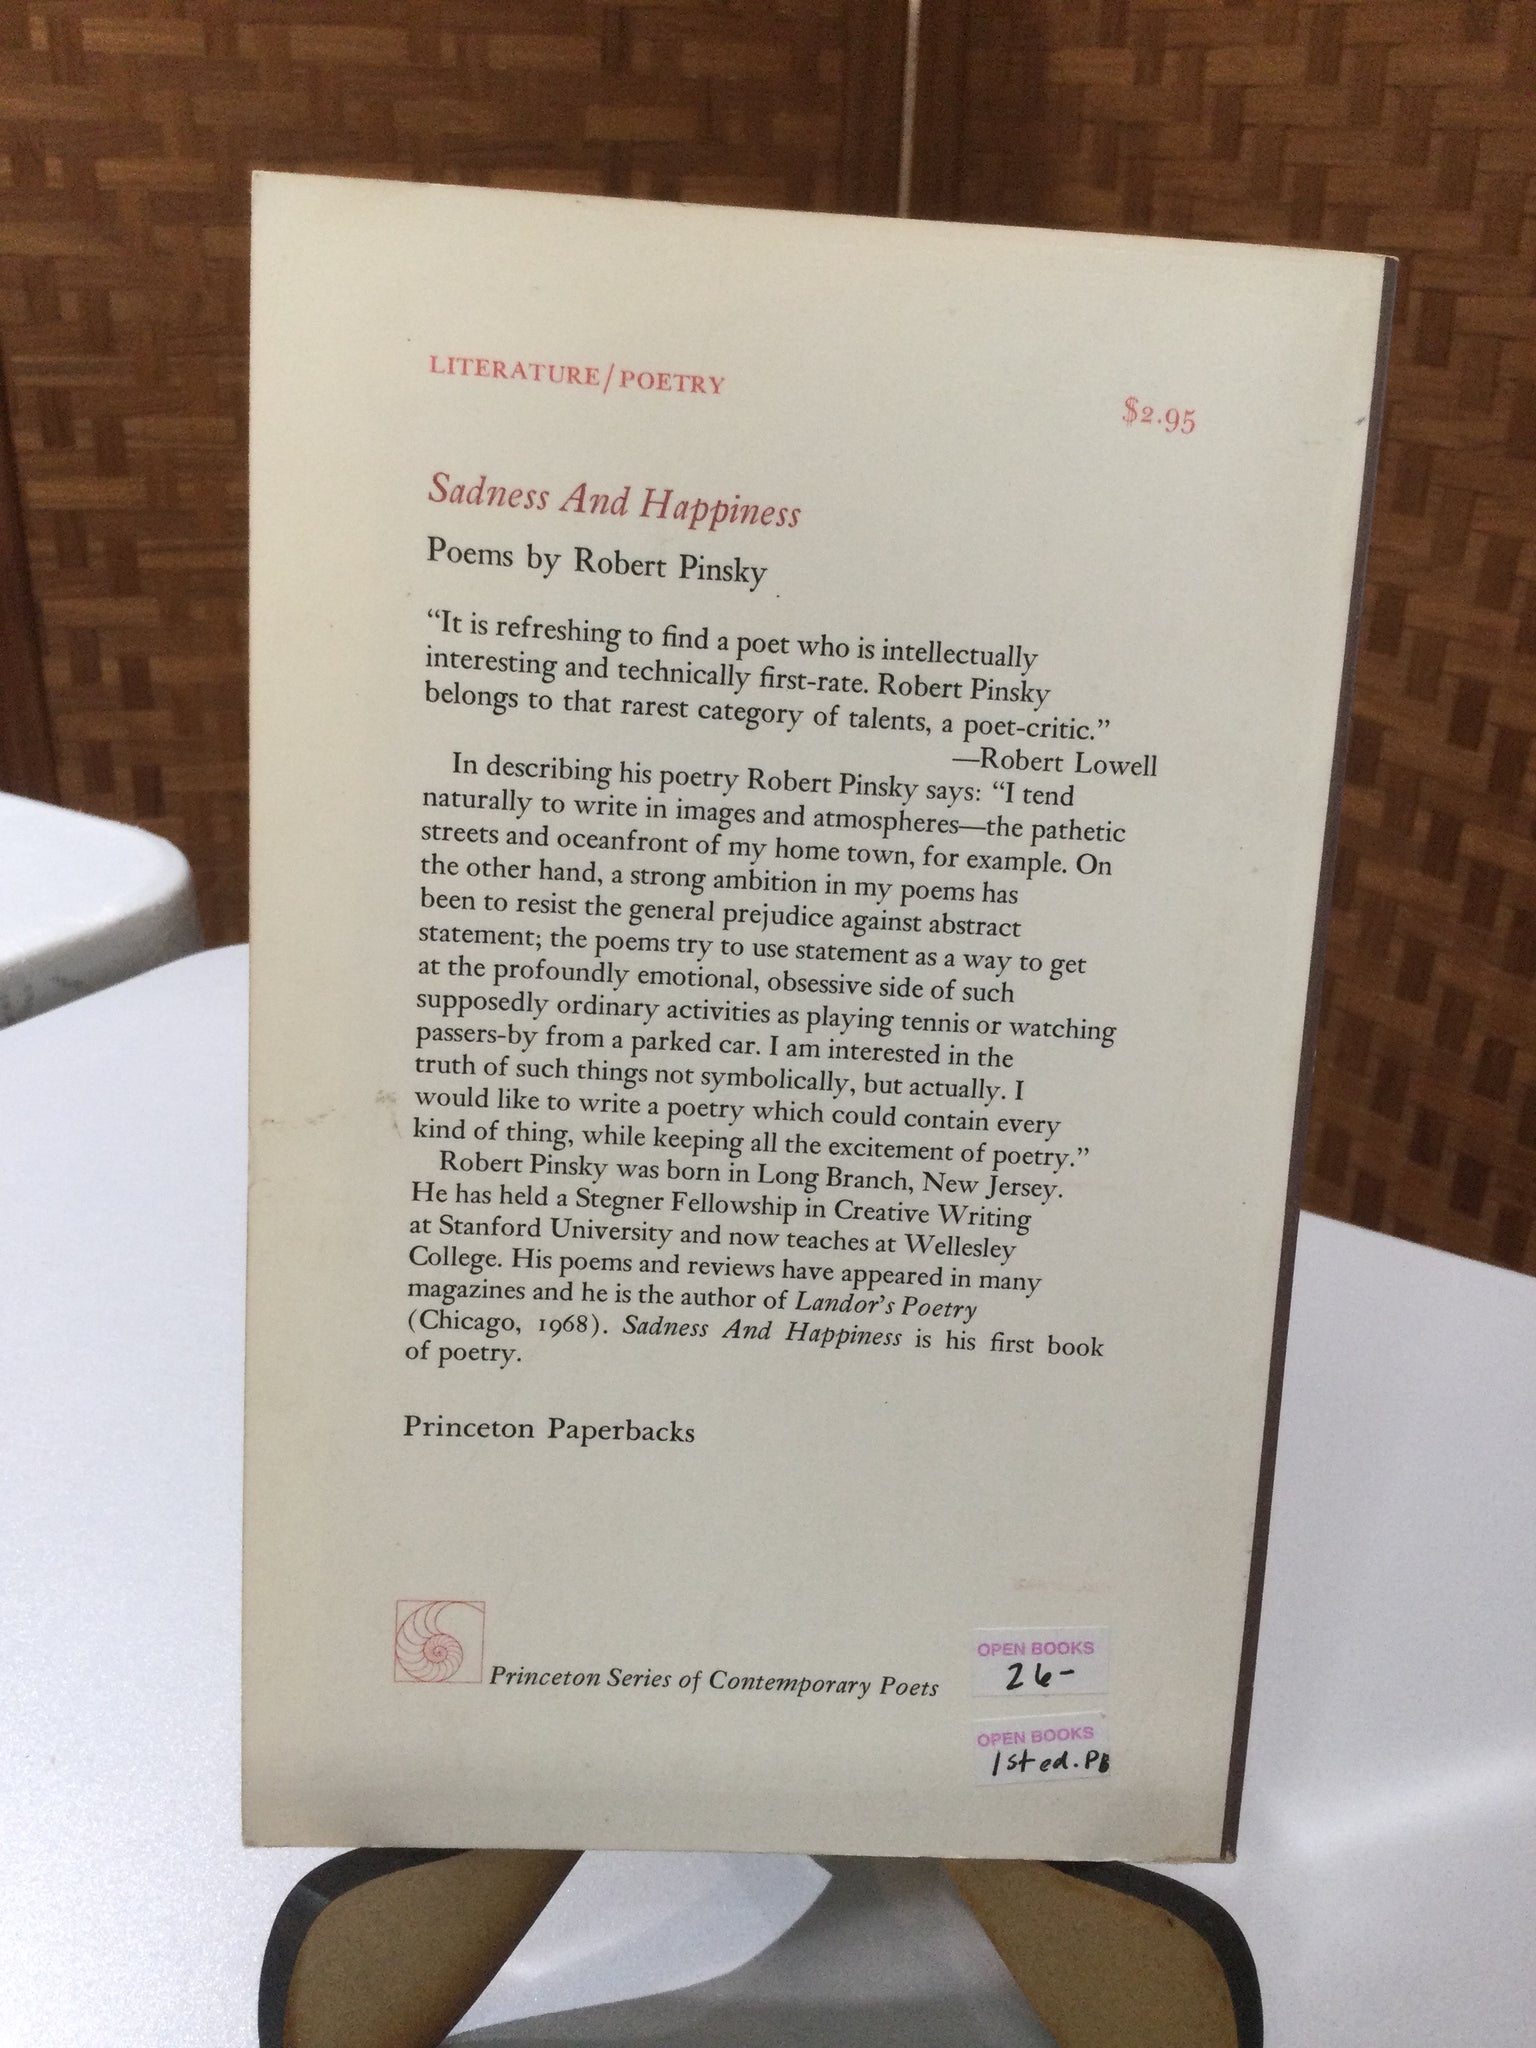 LITERATURE/POETRY
$2.95
Sadness And Happiness
Poems by Robert Pinsky
“It is refreshing to find a poet who is intellectually
interesting and technically first-rate. Robert Pinsky
belongs to that rarest category of talents, a poet-critic.”
—Robert Lowell
In describing his poetry Robert Pinsky says: “I tend
naturally to write in images and atmospheres—the pathetic
streets and oceanfront of my home town, for example. On
the other hand, a strong ambition in my poems has
been to resist the general prejudice against abstract
statement; the poems try to use statement as a way to get
at the profoundly emotional, obsessive side of such
supposedly ordinary activities as playing tennis or watching
passers-by from a parked car. I am interested in the
truth of such things not symbolically, but actually. I
would like to write a poetry which could contain every
kind of thing, while keeping all the excitement of poetry.”
Robert Pinsky was born in Long Branch, New Jersey.
He has held a Stegner Fellowship in Creative Writing
at Stanford University and now teaches at Wellesley
College. His poems and reviews have appeared in many
magazines and he is the author of Landor's Poetry
(Chicago, 1968). Sadness And Happiness is his first book
of poetry.
Princeton Paperbacks
Princeton Series of Contemporary Poets
OPEN BOOKS
26-
OPEN BOOKS
1st ed. PB